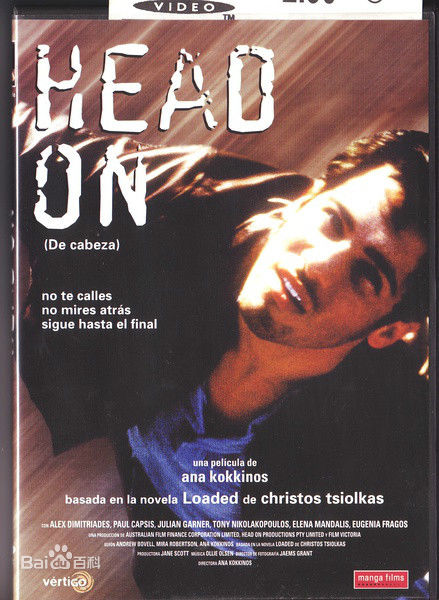 VIDEO
TM
HEAD
ON
(De cabeza)
no te calles
no mires atrás
sigue hasta el final
una película de
ana kokkinos
basada en la novela Loaded de christos tsiolkas
CON ALEX DIMITRIADES, PAUL CAPSIS, JULIAN GARNER, TONY NIKOLAKOPOULOS, ELENA MANDALIS, EUGENIA FRAGOS
UNA PRODUCCIÓN DE AUSTRALIAN FILM FINANCE CORPORATION LIMITED, HEAD ON PRODUCTIONS PTY LIMITED Y FILM VICTORIA
GUIÓN ANDREW BOVELL, MIRA ROBERTSON, ANA KOKKINOS, BASADA EN LA NOVELA LOADED DE CHRISTOS TSIOLKAS
PRODUCTORA JANE SCOTT MÚSICA OLLIE OLSEN DIRECTOR DE FOTOGRAFÍA JAEMS GRANT
DIRECTORA ANA KOKKINOS
Bai百科
vértigo
manga films